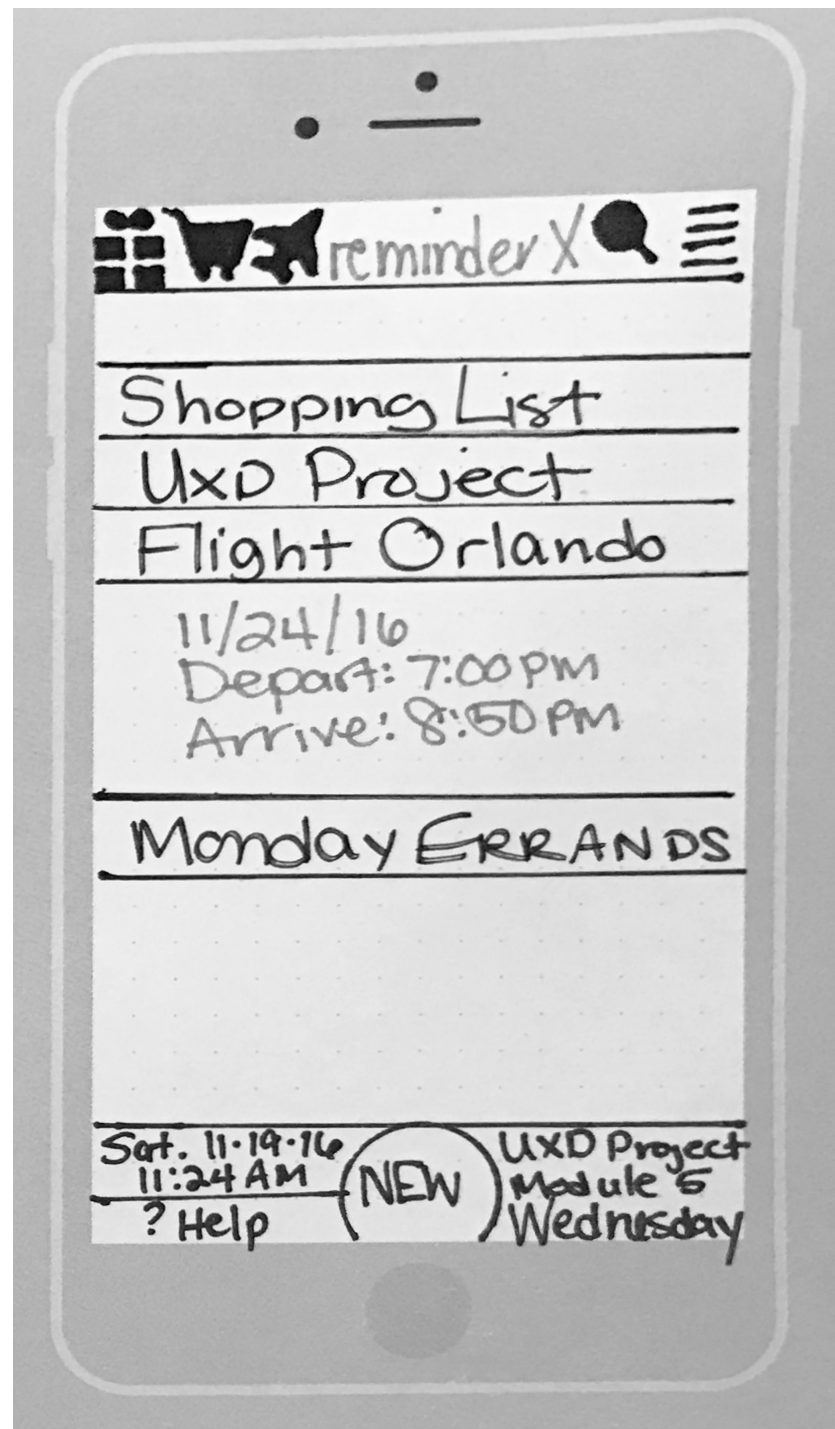 reminder X
Shopping List
UXD Project
Flight Orlando
11/24/16
Depart: 7:00 PM
Arrive: 8:50 PM
Monday ERRANDS
Sat. 11-19-16
11:24 AM
? Help
NEW
UXD Project
Module 5
Wednesday